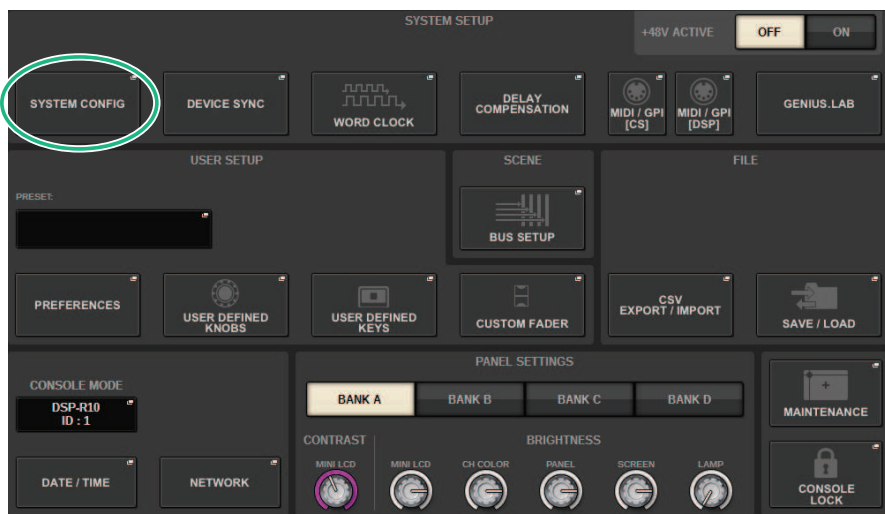 SYSTEM SETUP
+48V ACTIVE
OFF
ON
SYSTEM CONFIG
DEVICE SYNC
WORD CLOCK
DELAY
COMPENSATION
MIDI / GPI
[CS]
MIDI / GPI
[DSP]
GENIUS.LAB
USER SETUP
SCENE
FILE
PRESET:
BUS SETUP
PREFERENCES
USER DEFINED
KNOBS
USER DEFINED
KEYS
CUSTOM FADER
CSV
EXPORT / IMPORT
SAVE / LOAD
CONSOLE MODE
DSP-R10
ID : 1
PANEL SETTINGS
BANK A
BANK B
BANK C
BANK D
MAINTENANCE
CONTRAST
BRIGHTNESS
MINI LCD
MINI LCD
CH COLOR
PANEL
SCREEN
LAMP
DATE / TIME
NETWORK
CONSOLE
LOCK